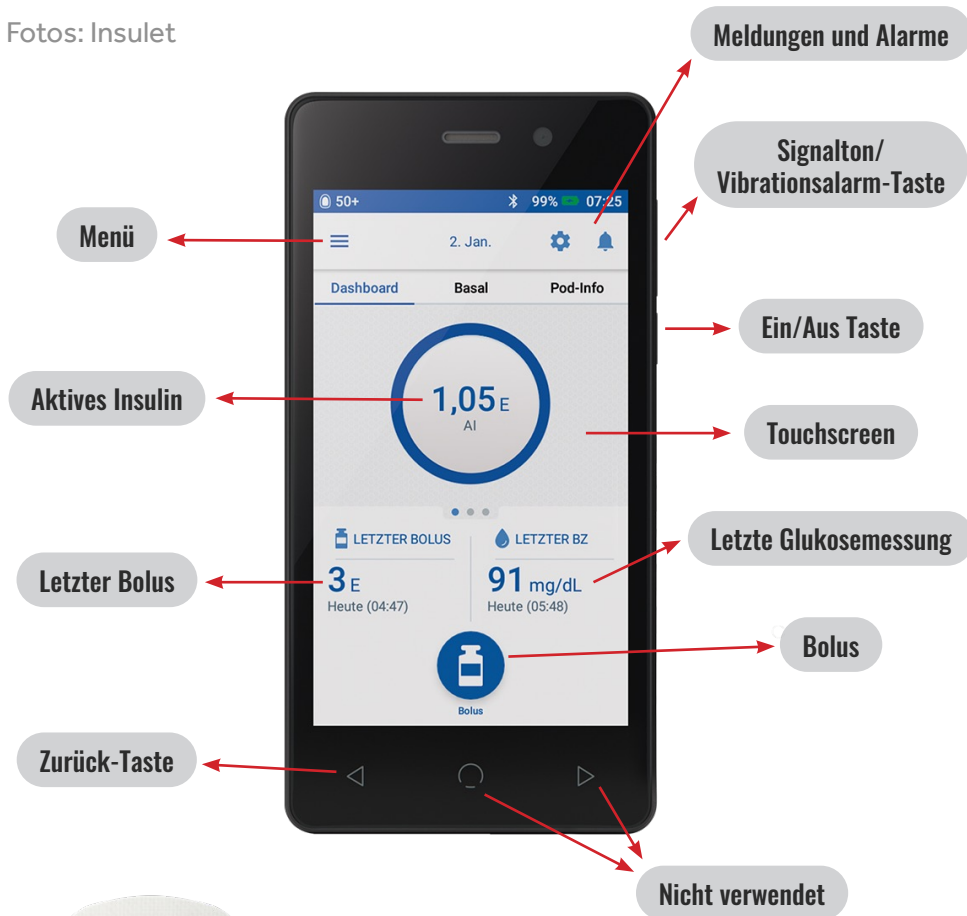 Fotos: Insulet
Meldungen und Alarme
Signalton/
Vibrationsalarm-Taste
50+ 99% 07:25
Menü
2. Jan.
Dashboard Basal Pod-Info
Ein/Aus Taste
Aktives Insulin
1,05 E
AI
Touchscreen
LETZTER BOLUS LETZTER BZ
Letzte Glukosemessung
Letzter Bolus
3 E 91 mg/dL
Heute (04:47) Heute (05:48)
Bolus
Bolus
Zurück-Taste
Nicht verwendet